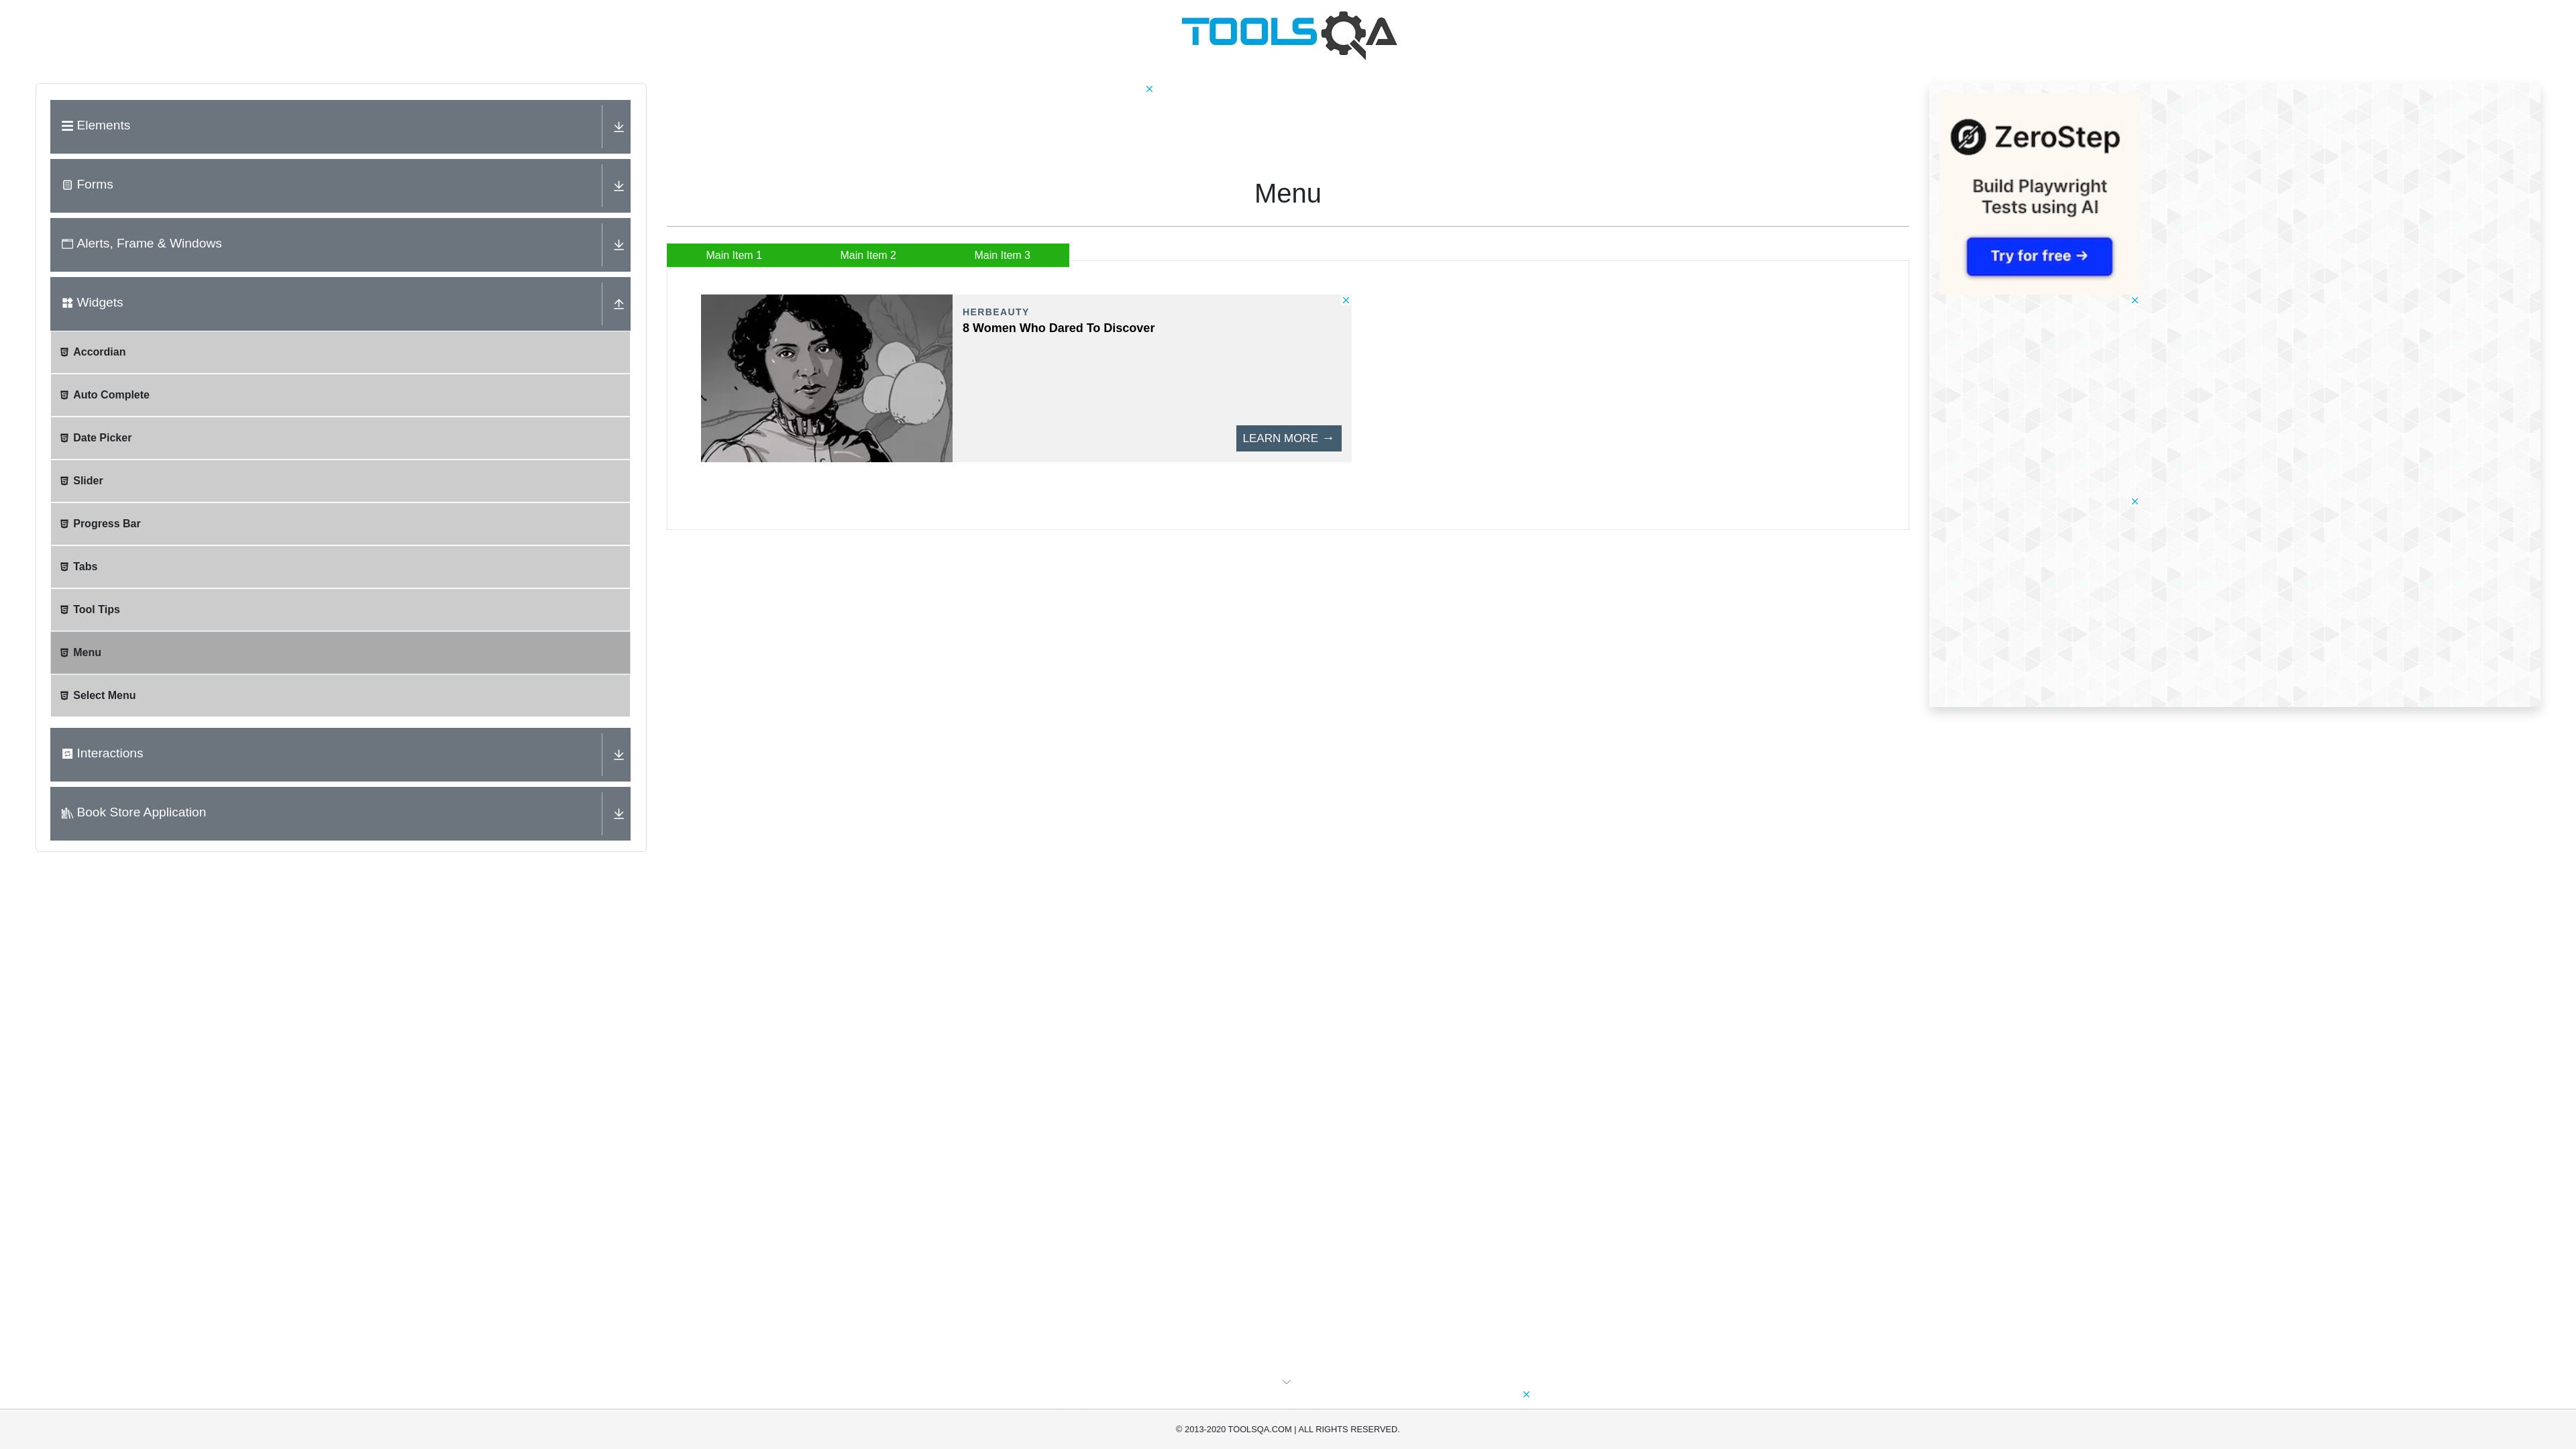 TOOLSQA
Elements
Forms
Alerts, Frame & Windows
Widgets
Accordian
Auto Complete
Date Picker
Slider
Progress Bar
Tabs
Tool Tips
Menu
Select Menu
Interactions
Book Store Application
Menu
Main Item 1
Main Item 2
Main Item 3
HERBEAUTY
8 Women Who Dared To Discover
LEARN MORE →
ZeroStep
Build Playwright
Tests using AI
Try for free →
© 2013-2020 TOOLSQA.COM | ALL RIGHTS RESERVED.